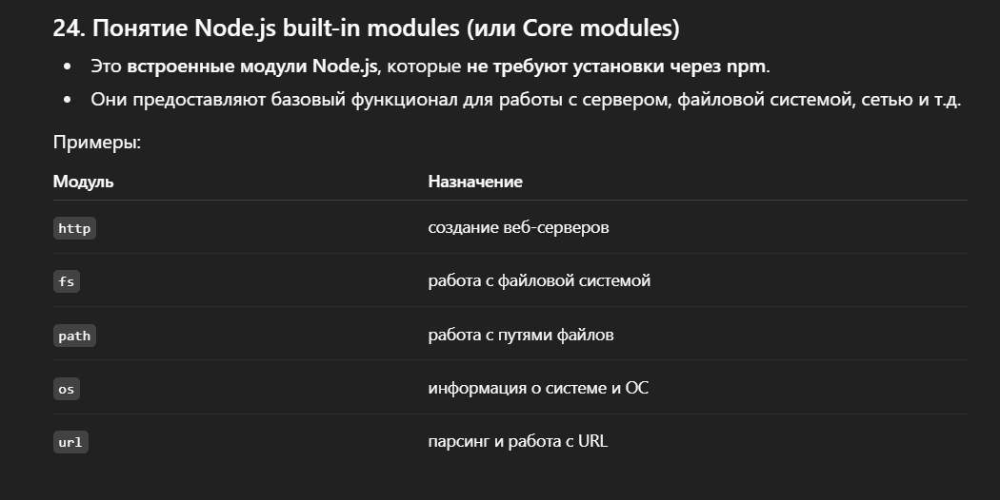 24. Понятие Node.js built-in modules (или Core modules)
• Это встроенные модули Node.js, которые не требуют установки через npm.
• Они предоставляют базовый функционал для работы с сервером, файловой системой, сетью и т.д.
Примеры:
Модуль Назначение
http создание веб-серверов
fs работа с файловой системой
path работа с путями файлов
os информация о системе и ОС
url парсинг и работа с URL